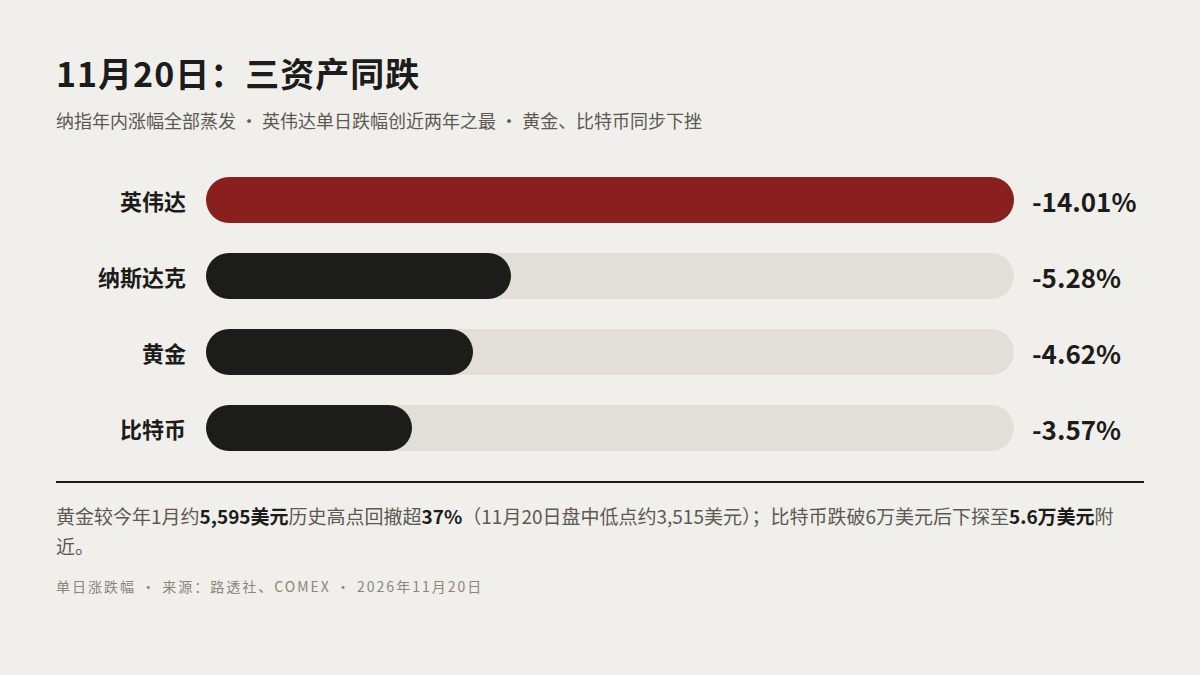 11月20日：三资产同跌
纳指年内涨幅全部蒸发 · 英伟达单日跌幅创近两年之最 · 黄金、比特币同步下挫
英伟达 -14.01%
纳斯达克 -5.28%
黄金 -4.62%
比特币 -3.57%
黄金较今年1月约5,595美元历史高点回撤超37%（11月20日盘中低点约3,515美元）；比特币跌破6万美元后下探至5.6万美元附
近。
单日涨跌幅 · 来源：路透社、COMEX · 2026年11月20日